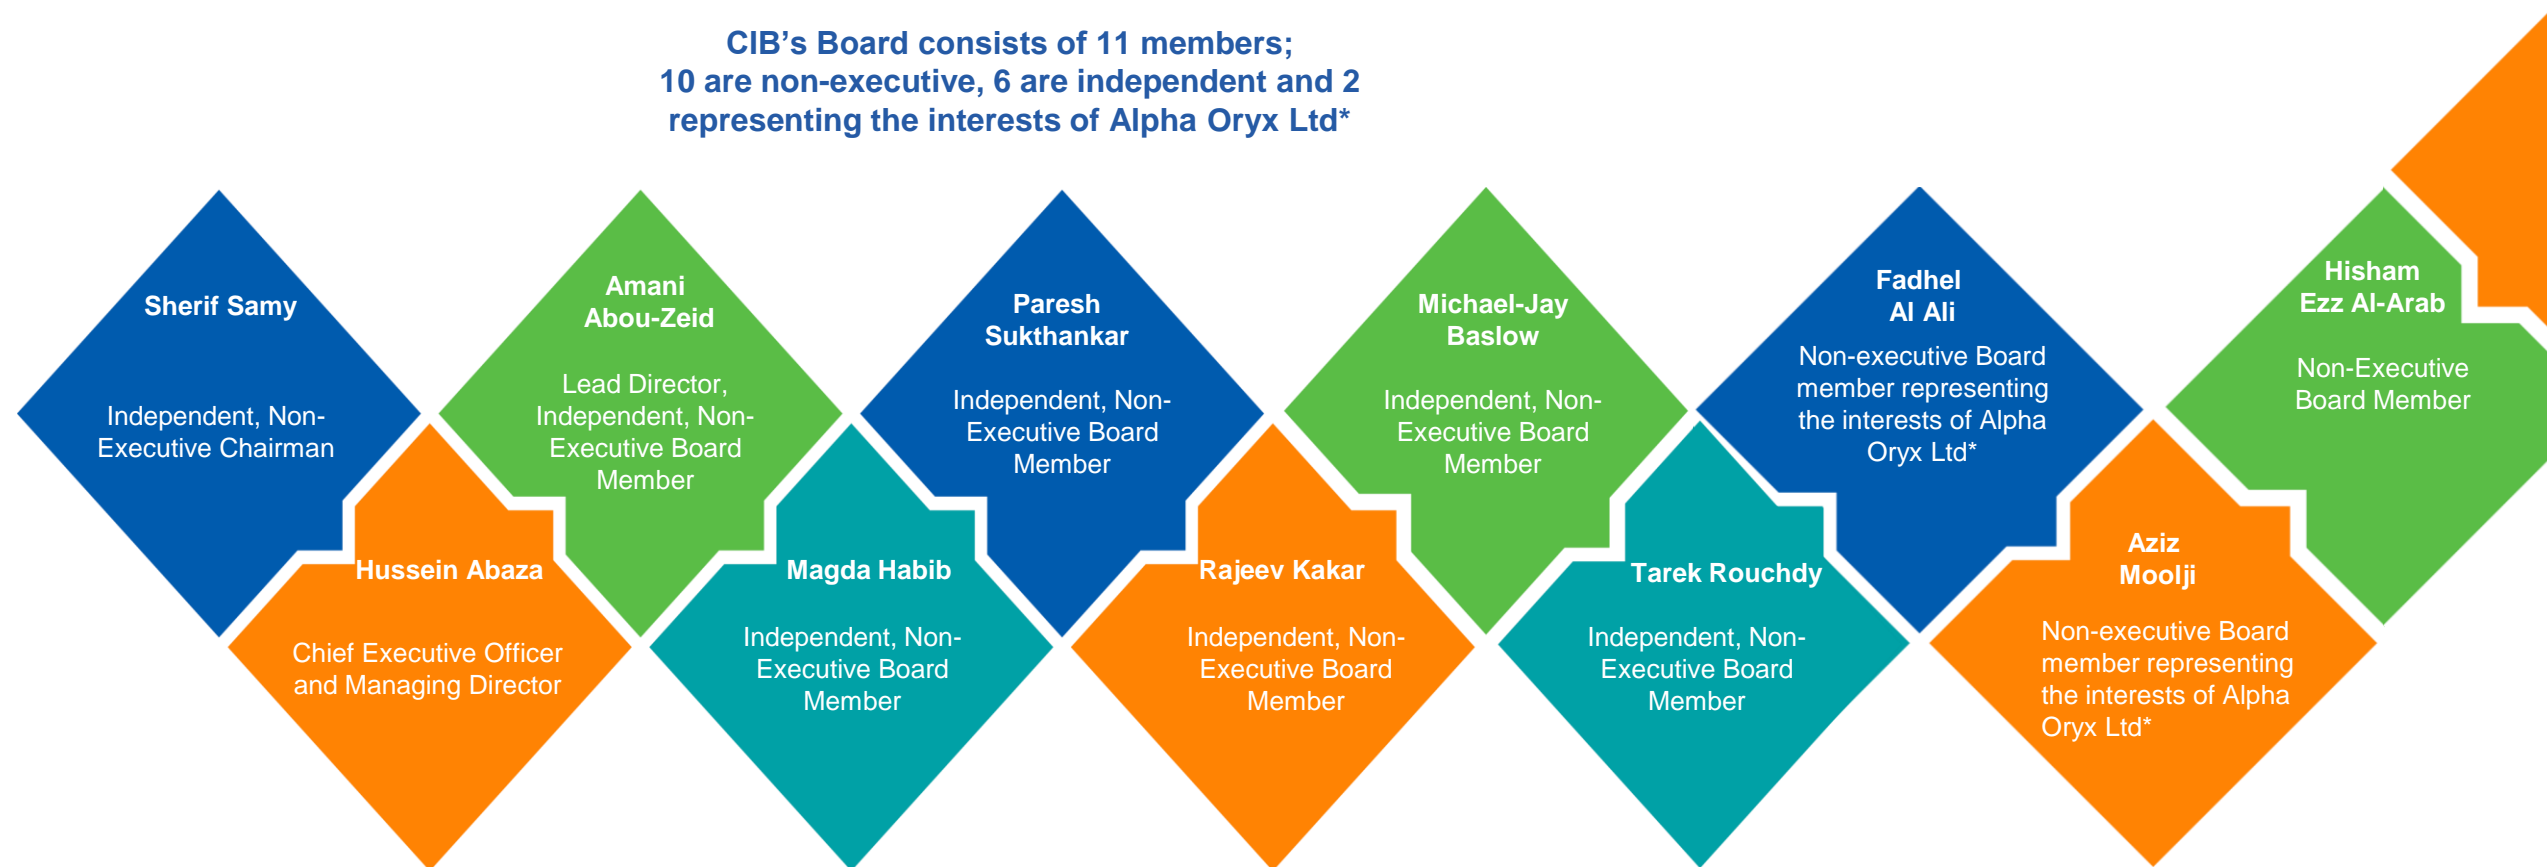 CIB's Board consists of 11 members;
10 are non-executive, 6 are independent and 2
representing the interests of Alpha Oryx Ltd*
Sherif Samy
Independent, Non-
Executive Chairman
Hussein Abaza
Chief Executive Officer
and Managing Director
Amani
Abou-Zeid
Lead Director,
Independent, Non-
Executive Board
Member
Magda Habib
Independent, Non-
Executive Board
Member
Paresh
Sukthankar
Independent, Non-
Executive Board
Member
Rajeev Kakar
Independent, Non-
Executive Board
Member
Michael-Jay
Baslow
Independent, Non-
Executive Board
Member
Tarek Rouchdy
Independent, Non-
Executive Board
Member
Fadhel
Al Ali
Non-executive Board
member representing
the interests of Alpha
Oryx Ltd*
Aziz
Moolji
Non-executive Board
member representing
the interests of Alpha
Oryx Ltd*
Hisham
Ezz Al-Arab
Non-Executive
Board Member